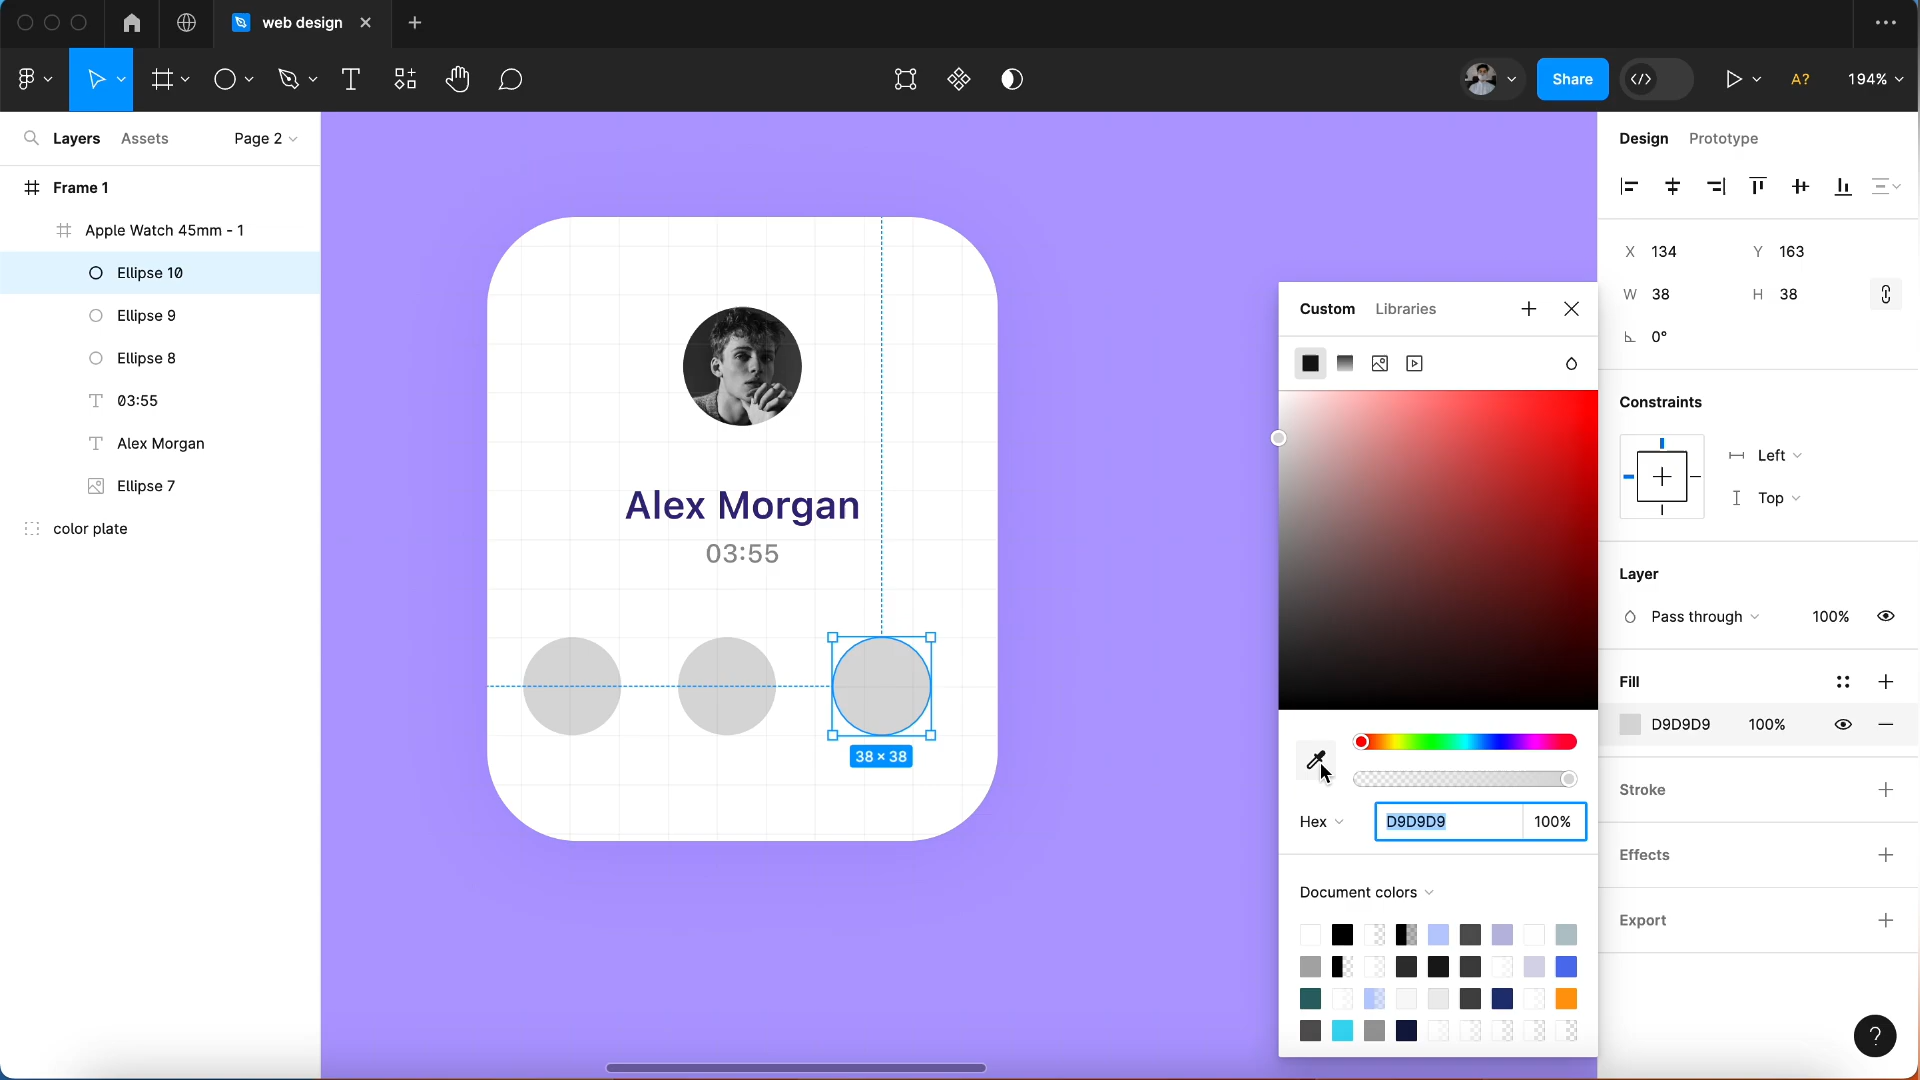 web design
Share
A?
194%
Layers
Assets
Page 2
Frame 1
Apple Watch 45mm - 1
Ellipse 10
Ellipse 9
Ellipse 8
03:55
Alex Morgan
Ellipse 7
color plate
Alex Morgan
03:55
38 × 38
Custom
Libraries
Hex
D9D9D9
100%
Document colors
Design
Prototype
X 134
Y 163
W 38
H 38
0°
Constraints
Left
Top
Layer
Pass through
100%
Fill
D9D9D9
100%
Stroke
Effects
Export
?